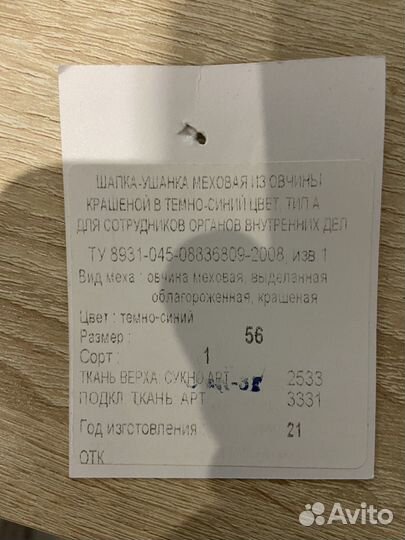 ШАПКА-УШАНКА МЕХОВАЯ ИЗ ОВЧИНЫ
КРАШЕНОЙ В ТЕМНО-СИНИЙ ЦВЕТ, ТИП А
ДЛЯ СОТРУДНИКОВ ОРГАНОВ ВНУТРЕННИХ ДЕЛ
ТУ 8931-045-08836809-2008, изв.1
Вид меха : овчина меховая, выделанная
облагороженная, крашеная
Цвет : темно-синий
Размер : 56
Сорт : 1
ТКАНЬ ВЕРХА: СУКНО АРТ 2533
ПОДКЛ. ТКАНЬ: АРТ 3331
Год изготовления : 21
ОТК
Avito